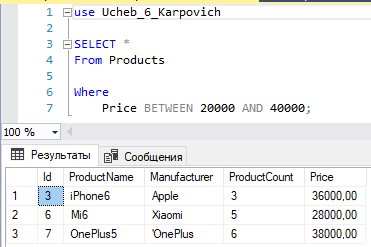 1 use Ucheb_6_Karpovich
2
3 SELECT *
4 From Products
5
6 Where
7 Price BETWEEN 20000 AND 40000;
100 %
Результаты Сообщения
Id ProductName Manufacturer ProductCount Price
1 3 iPhone6 Apple 3 36000,00
2 6 Mi6 Xiaomi 5 28000,00
3 7 OnePlus5 'OnePlus 6 38000,00